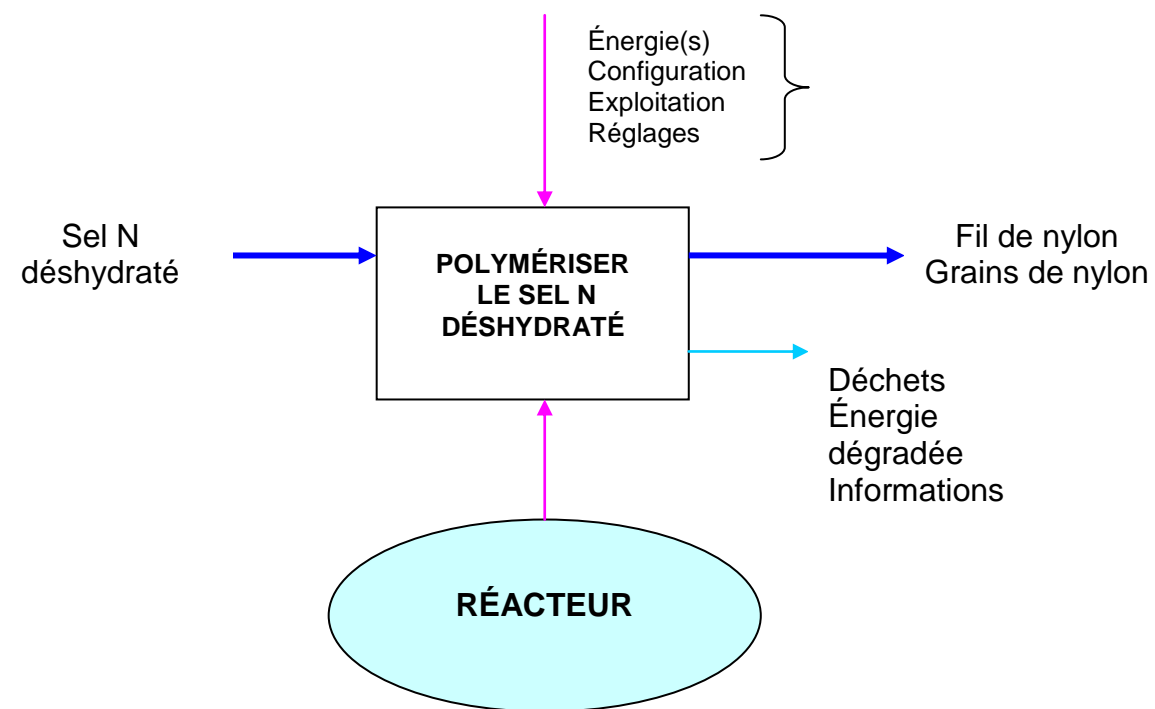 Énergie(s)
Configuration
Exploitation
Réglages
Sel N
déshydraté
POLYMÉRISER
LE SEL N
DÉSHYDRATÉ
Fil de nylon
Grains de nylon
Déchets
Énergie
dégradée
Informations
RÉACTEUR